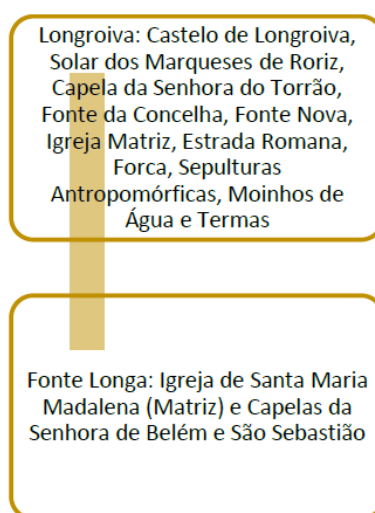 Longroiva: Castelo de Longroiva,
Solar dos Marqueses de Roriz,
Capela da Senhora do Torrão,
Fonte da Concelha, Fonte Nova,
Igreja Matriz, Estrada Romana,
Forca, Sepulturas
Antropomórficas, Moinhos de
Água e Termas
Fonte Longa: Igreja de Santa Maria
Madalena (Matriz) e Capelas da
Senhora de Belém e São Sebastião